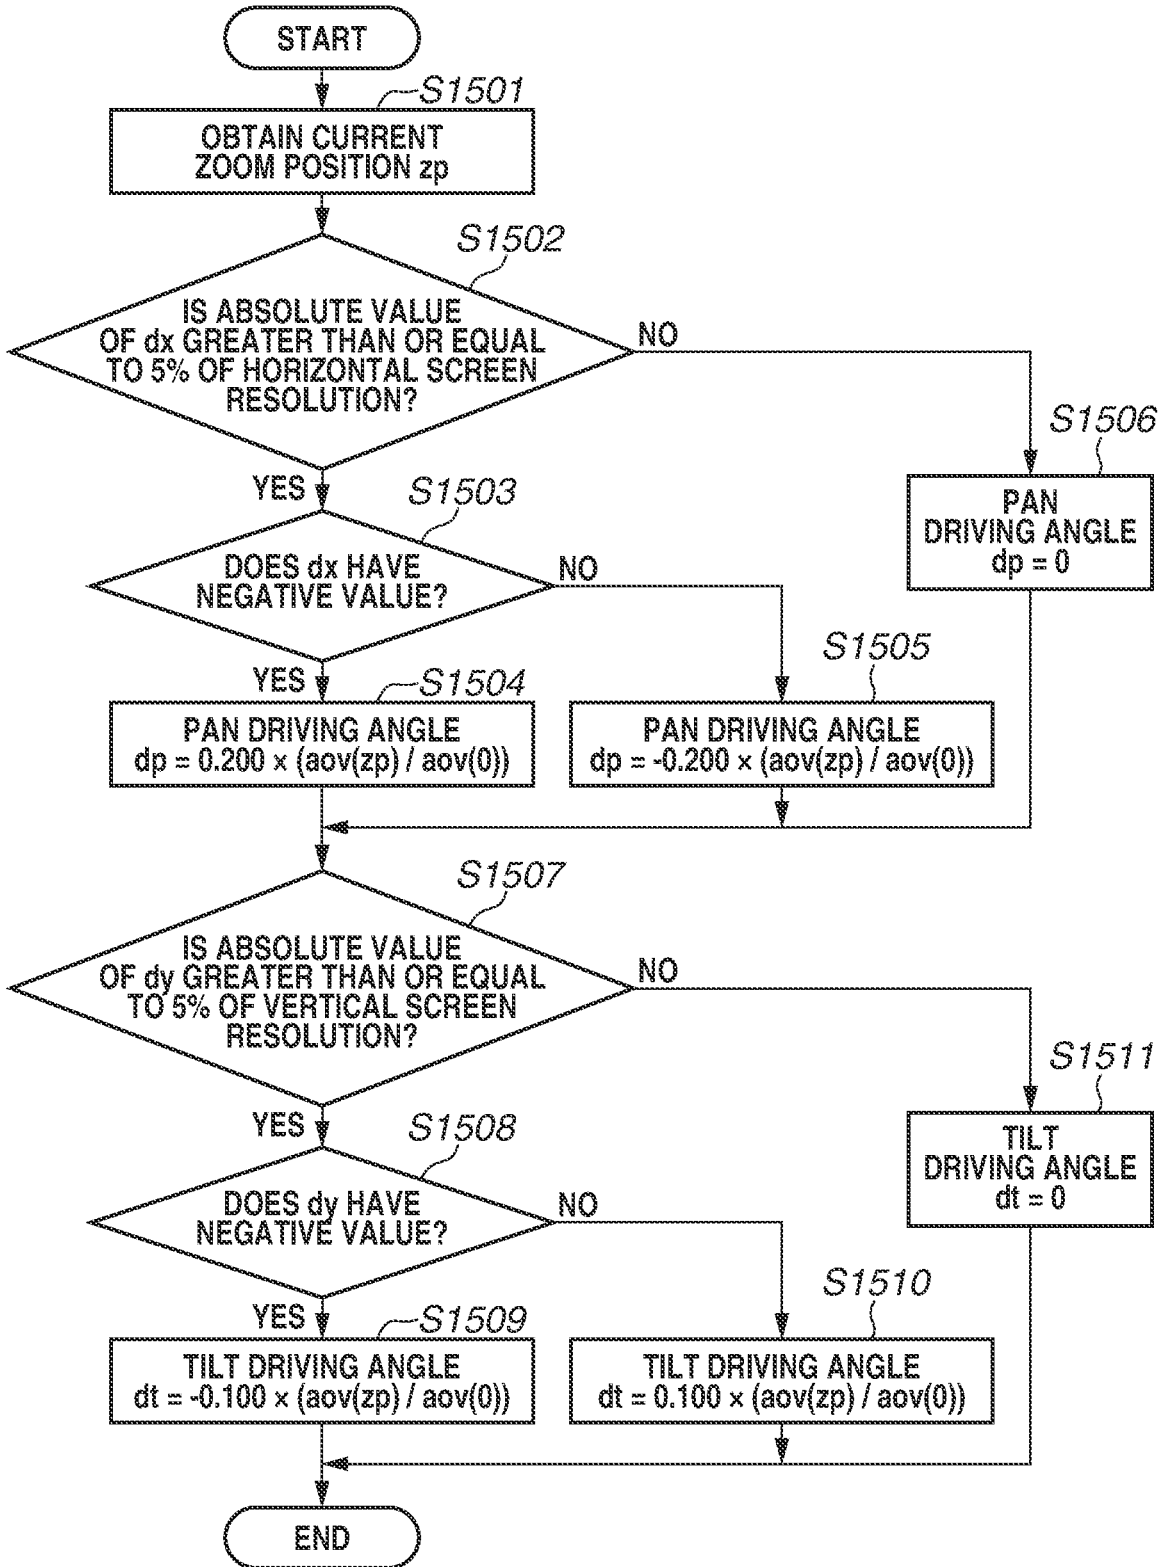 START
S1501
OBTAIN CURRENT
ZOOM POSITION zp
S1502
IS ABSOLUTE VALUE
OF dx GREATER THAN OR EQUAL
TO 5% OF HORIZONTAL SCREEN
RESOLUTION?
NO
YES
S1506
PAN
DRIVING ANGLE
dp = 0
S1503
DOES dx HAVE
NEGATIVE VALUE?
NO
YES
S1504
PAN DRIVING ANGLE
dp = 0.200 × (aov(zp) / aov(0))
S1505
PAN DRIVING ANGLE
dp = -0.200 × (aov(zp) / aov(0))
S1507
IS ABSOLUTE VALUE
OF dy GREATER THAN OR EQUAL
TO 5% OF VERTICAL SCREEN
RESOLUTION?
NO
YES
S1511
TILT
DRIVING ANGLE
dt = 0
S1508
DOES dy HAVE
NEGATIVE VALUE?
NO
YES
S1509
TILT DRIVING ANGLE
dt = -0.100 × (aov(zp) / aov(0))
S1510
TILT DRIVING ANGLE
dt = 0.100 × (aov(zp) / aov(0))
END